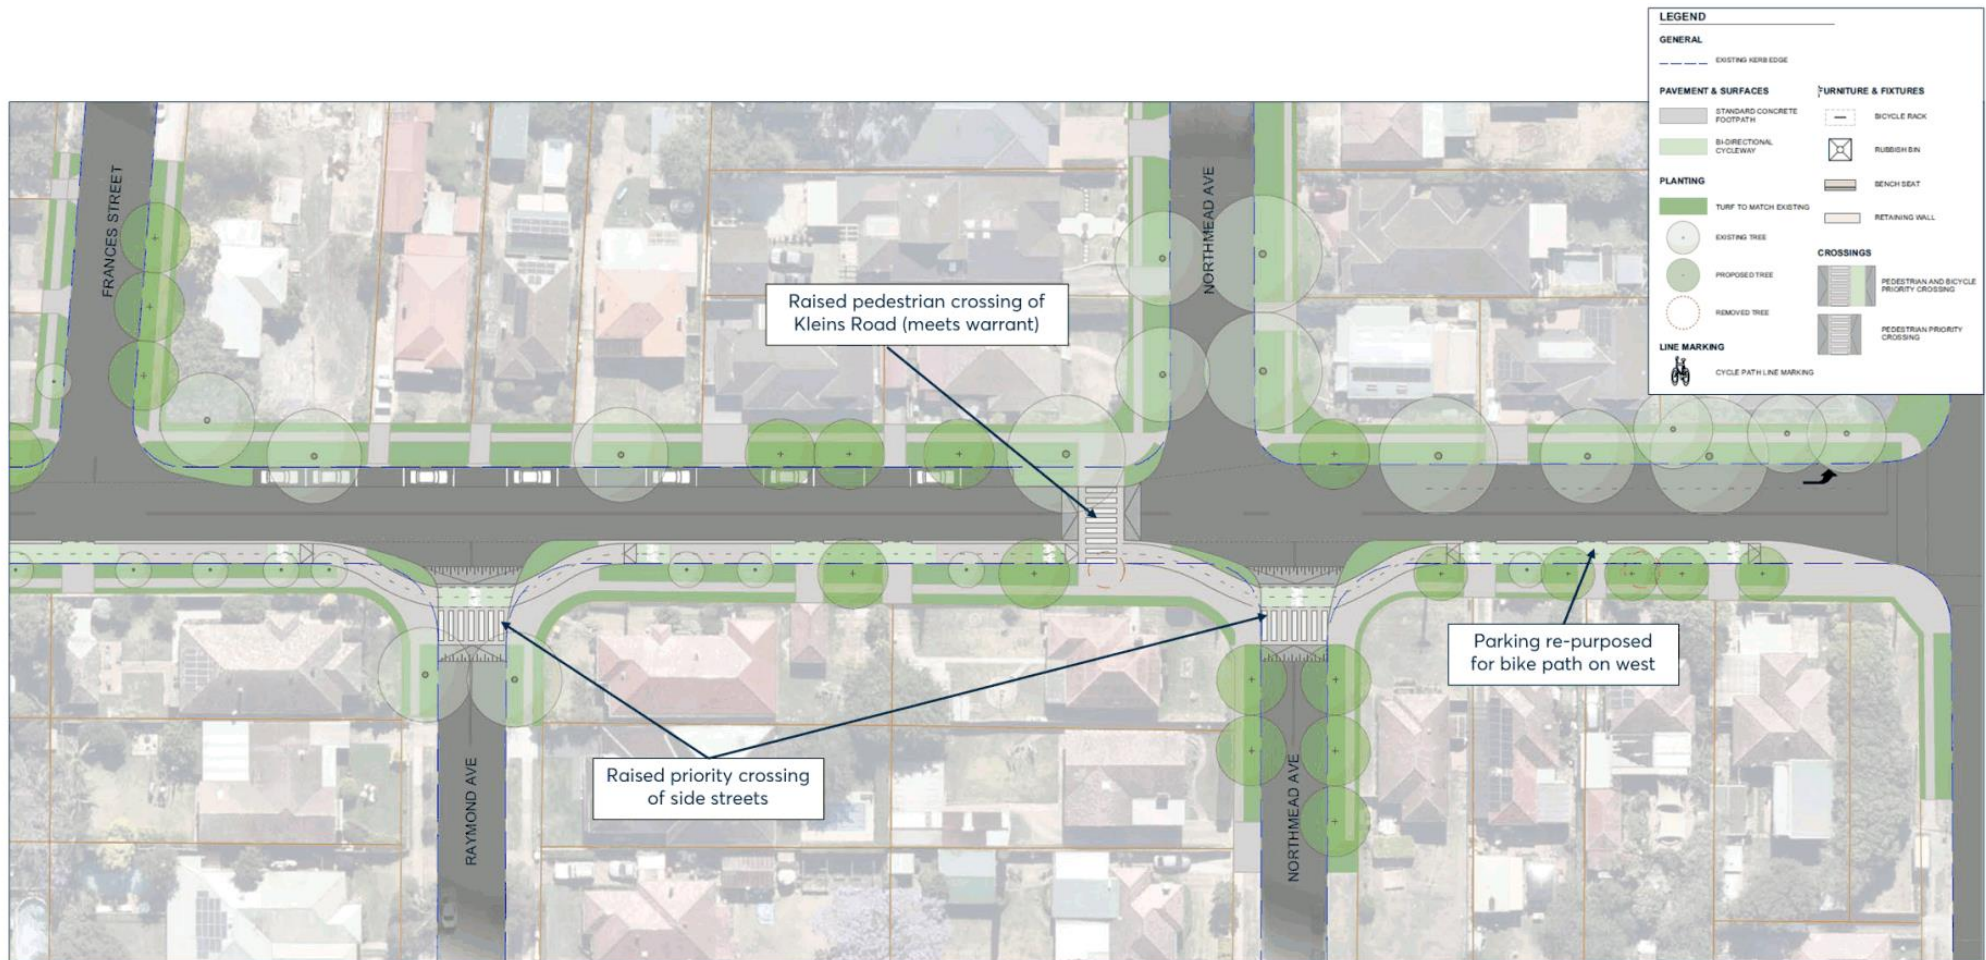 LEGEND
GENERAL
EXISTING KERB EDGE
PAVEMENT & SURFACES
STANDARD CONCRETE
FOOTPATH
BI-DIRECTIONAL
CYCLEWAY
PLANTING
TURF TO MATCH EXISTING
EXISTING TREE
PROPOSED TREE
REMOVED TREE
LINE MARKING
CYCLE PATH LINE MARKING
FURNITURE & FIXTURES
BICYCLE RACK
RUBBISH BIN
BENCH SEAT
RETAINING WALL
CROSSINGS
PEDESTRIAN AND BICYCLE
PRIORITY CROSSING
PEDESTRIAN PRIORITY
CROSSING
FRANCES STREET
NORTHMEAD AVE
Raised pedestrian crossing of
Kleins Road (meets warrant)
Parking re-purposed
for bike path on west
Raised priority crossing
of side streets
RAYMOND AVE
NORTHMEAD AVE